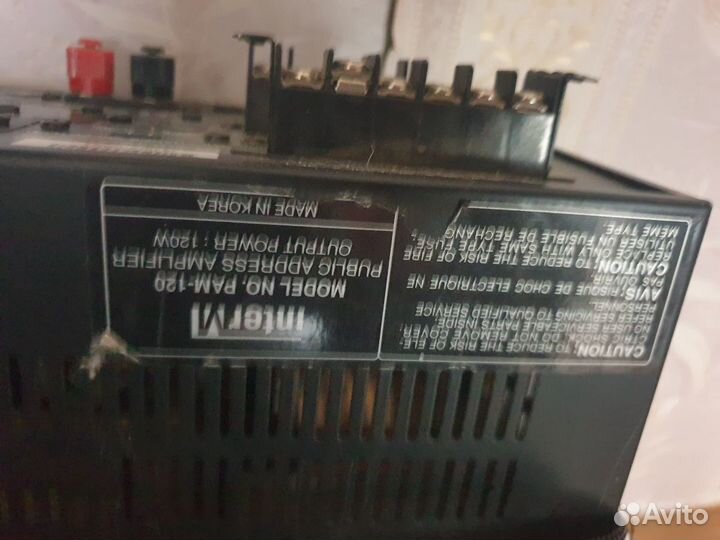 CAUTION: TO REDUCE THE RISK OF ELE-
CTRIC SHOCK, DO NOT REMOVE COVER.
NO USER SERVICEABLE PARTS INSIDE.
REFER SERVICING TO QUALIFIED SERVICE
PERSONNEL.
AVIS: RISQUE DE CHOC ELECTRIQUE NE
PAS OUVRIR
CAUTION: TO REDUCE THE RISK OF FIRE
REPLACE ONLY WITH SAME TYPE FUSE.
UTILISER UN FUSIBLE DE RECHANG
MEME TYPE.
interM
MODEL NO. PAM-120
PUBLIC ADDRESS AMPLIFIER
OUTPUT POWER : 120W
MADE IN KOREA
Avito